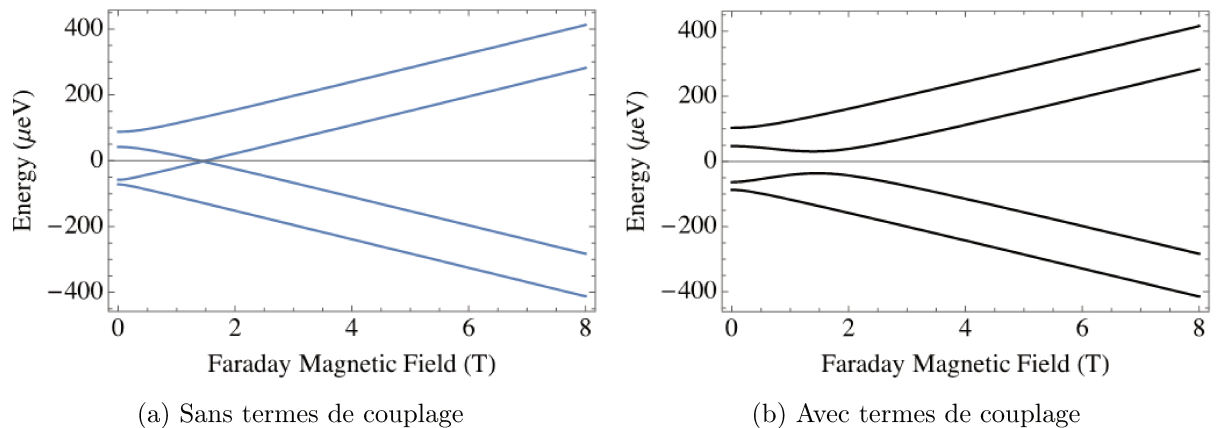 400
200
0
−200
−400
Energy (μeV)
0 2 4 6 8
Faraday Magnetic Field (T)
(a) Sans termes de couplage
400
200
0
−200
−400
Energy (μeV)
0 2 4 6 8
Faraday Magnetic Field (T)
(b) Avec termes de couplage